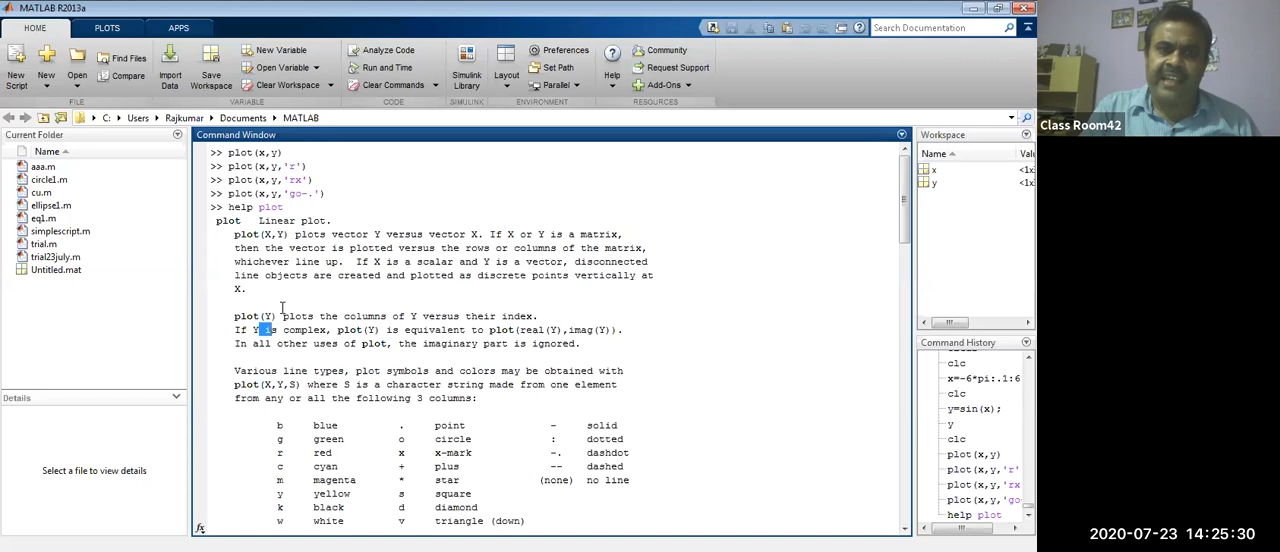 MATLAB R2013a
HOME PLOTS APPS
Search Documentation
New Script
New
Open
Find Files
Compare
Import Data
Save Workspace
New Variable
Open Variable
Clear Workspace
Analyze Code
Run and Time
Clear Commands
Simulink Library
Layout
Preferences
Set Path
Parallel
Help
Community
Request Support
Add-Ons
FILE VARIABLE CODE SIMULINK ENVIRONMENT RESOURCES
C: Users Rajkumar Documents MATLAB
Current Folder
Name
aaa.m
circle1.m
cu.m
ellipse1.m
eq1.m
simplescript.m
trial.m
trial23july.m
Untitled.mat
Details
Select a file to view details
Command Window
>> plot(x,y)
>> plot(x,y,'r')
>> plot(x,y,'rx')
>> plot(x,y,'go-.')
>> help plot
plot Linear plot.
plot(X,Y) plots vector Y versus vector X. If X or Y is a matrix,
then the vector is plotted versus the rows or columns of the matrix,
whichever line up. If X is a scalar and Y is a vector, disconnected
line objects are created and plotted as discrete points vertically at
X.
plot(Y) plots the columns of Y versus their index.
If Y is complex, plot(Y) is equivalent to plot(real(Y),imag(Y)).
In all other uses of plot, the imaginary part is ignored.
Various line types, plot symbols and colors may be obtained with
plot(X,Y,S) where S is a character string made from one element
from any or all the following 3 columns:
b blue . point - solid
g green o circle : dotted
r red x x-mark -. dashdot
c cyan + plus -- dashed
m magenta * star (none) no line
y yellow s square
k black d diamond
w white v triangle (down)
fx
Workspace
Name Valu
x <1x
y <1x
Command History
clc
x=-6*pi:.1:6
clc
y=sin(x);
y
clc
plot(x,y)
plot(x,y,'r'
plot(x,y,'rx
plot(x,y,'go
help plot
Class Room42
2020-07-23 14:25:30